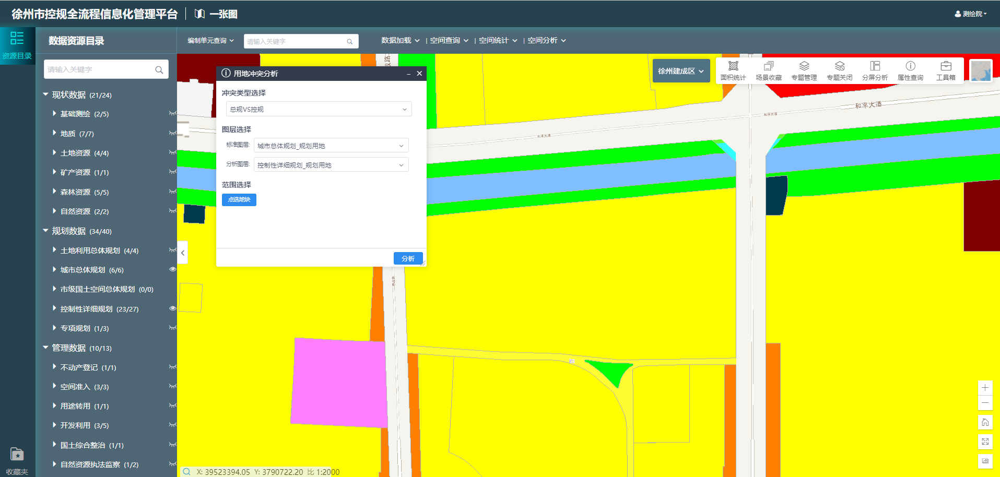 徐州市控规全流程信息化管理平台 | 一张图
测绘院
资源目录
数据资源目录
编制单元查询
请输入关键字
数据加载 | 空间查询 | 空间统计 | 空间分析
请输入关键字
现状数据 (21/24)
基础测绘 (2/5)
地质 (7/7)
土地资源 (4/4)
矿产资源 (1/1)
森林资源 (5/5)
自然资源 (2/2)
规划数据 (34/40)
土地利用总体规划 (4/4)
城市总体规划 (6/6)
市级国土空间总体规划 (0/0)
控制性详细规划 (23/27)
专项规划 (1/3)
管理数据 (10/13)
不动产登记 (1/1)
空间准入 (3/3)
用途转用 (1/1)
开发利用 (3/5)
国土综合整治 (1/1)
自然资源执法监察 (1/2)
收藏夹
用地冲突分析
冲突类型选择
总规VS控规
图层选择
标准图层: 城市总体规划_规划用地
分析图层: 控制性详细规划_规划用地
范围选择
点选地块
分析
徐州建成区
面积统计 场景收藏 专题管理 专题关闭 分屏分析 属性查询 工具箱
和平大道
和平大道
和平大道
X: 39523394.05 Y: 3790722.20 比 1:2000